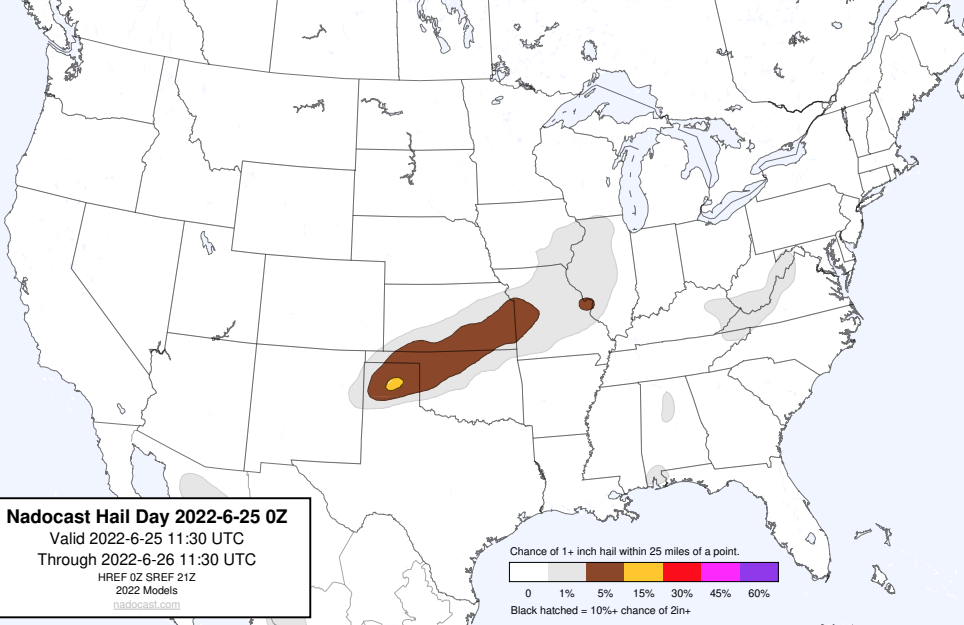 Nadocast Hail Day 2022-6-25 0Z
Valid 2022-6-25 11:30 UTC
Through 2022-6-26 11:30 UTC
HREF 0Z SREF 21Z
2022 Models
nadocast.com
Chance of 1+ inch hail within 25 miles of a point.
0 1% 5% 15% 30% 45% 60%
Black hatched = 10%+ chance of 2in+